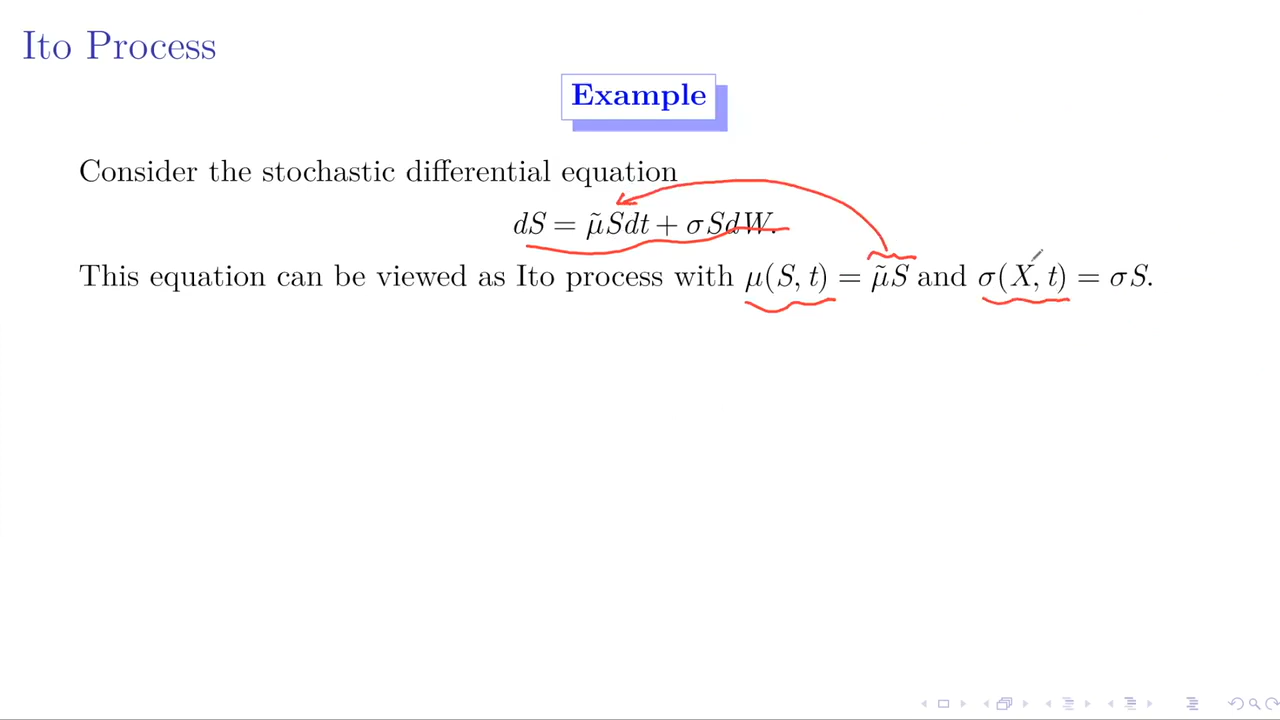 Ito Process
Example
Consider the stochastic differential equation
dS = μ̃Sdt + σSdW.
This equation can be viewed as Ito process with μ(S, t) = μ̃S and σ(X, t) = σS.